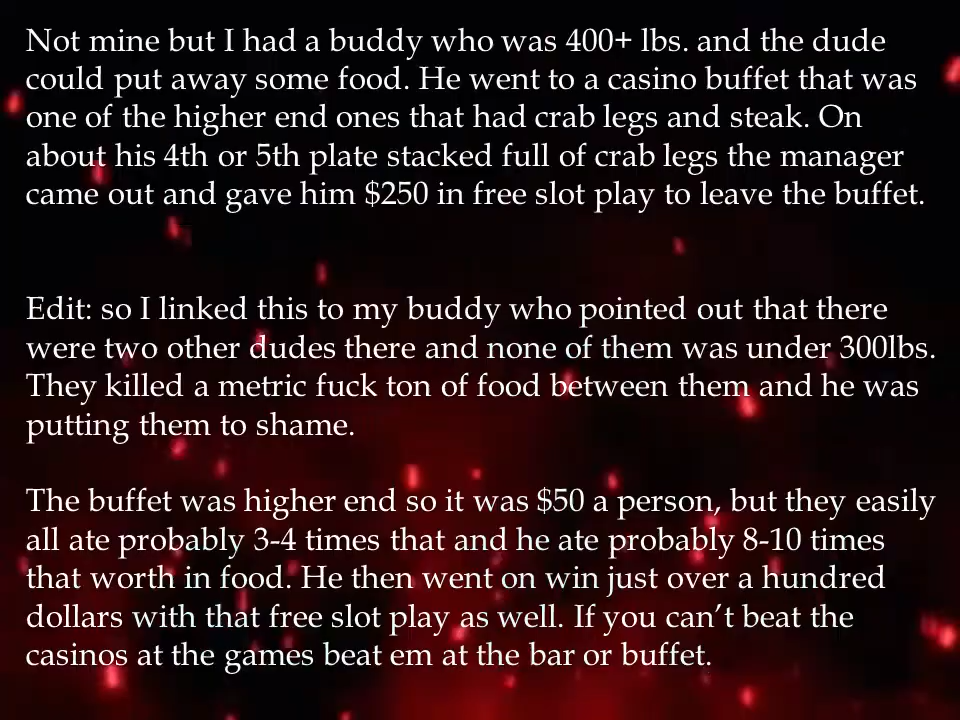 Not mine but I had a buddy who was 400+ lbs. and the dude
could put away some food. He went to a casino buffet that was
one of the higher end ones that had crab legs and steak. On
about his 4th or 5th plate stacked full of crab legs the manager
came out and gave him $250 in free slot play to leave the buffet.
Edit: so I linked this to my buddy who pointed out that there
were two other dudes there and none of them was under 300lbs.
They killed a metric fuck ton of food between them and he was
putting them to shame.
The buffet was higher end so it was $50 a person, but they easily
all ate probably 3-4 times that and he ate probably 8-10 times
that worth in food. He then went on win just over a hundred
dollars with that free slot play as well. If you can’t beat the
casinos at the games beat em at the bar or buffet.